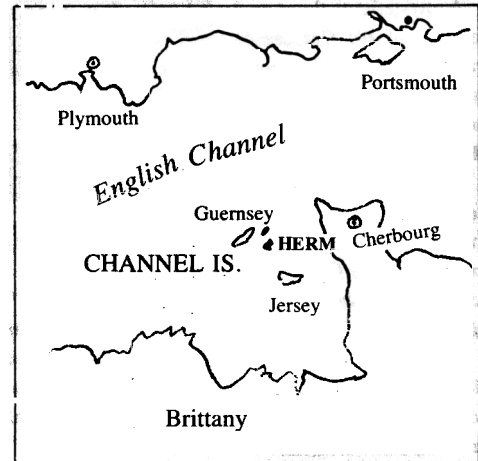 Portsmouth
Plymouth
English Channel
Guernsey
HERM
Cherbourg
CHANNEL IS.
Jersey
Brittany